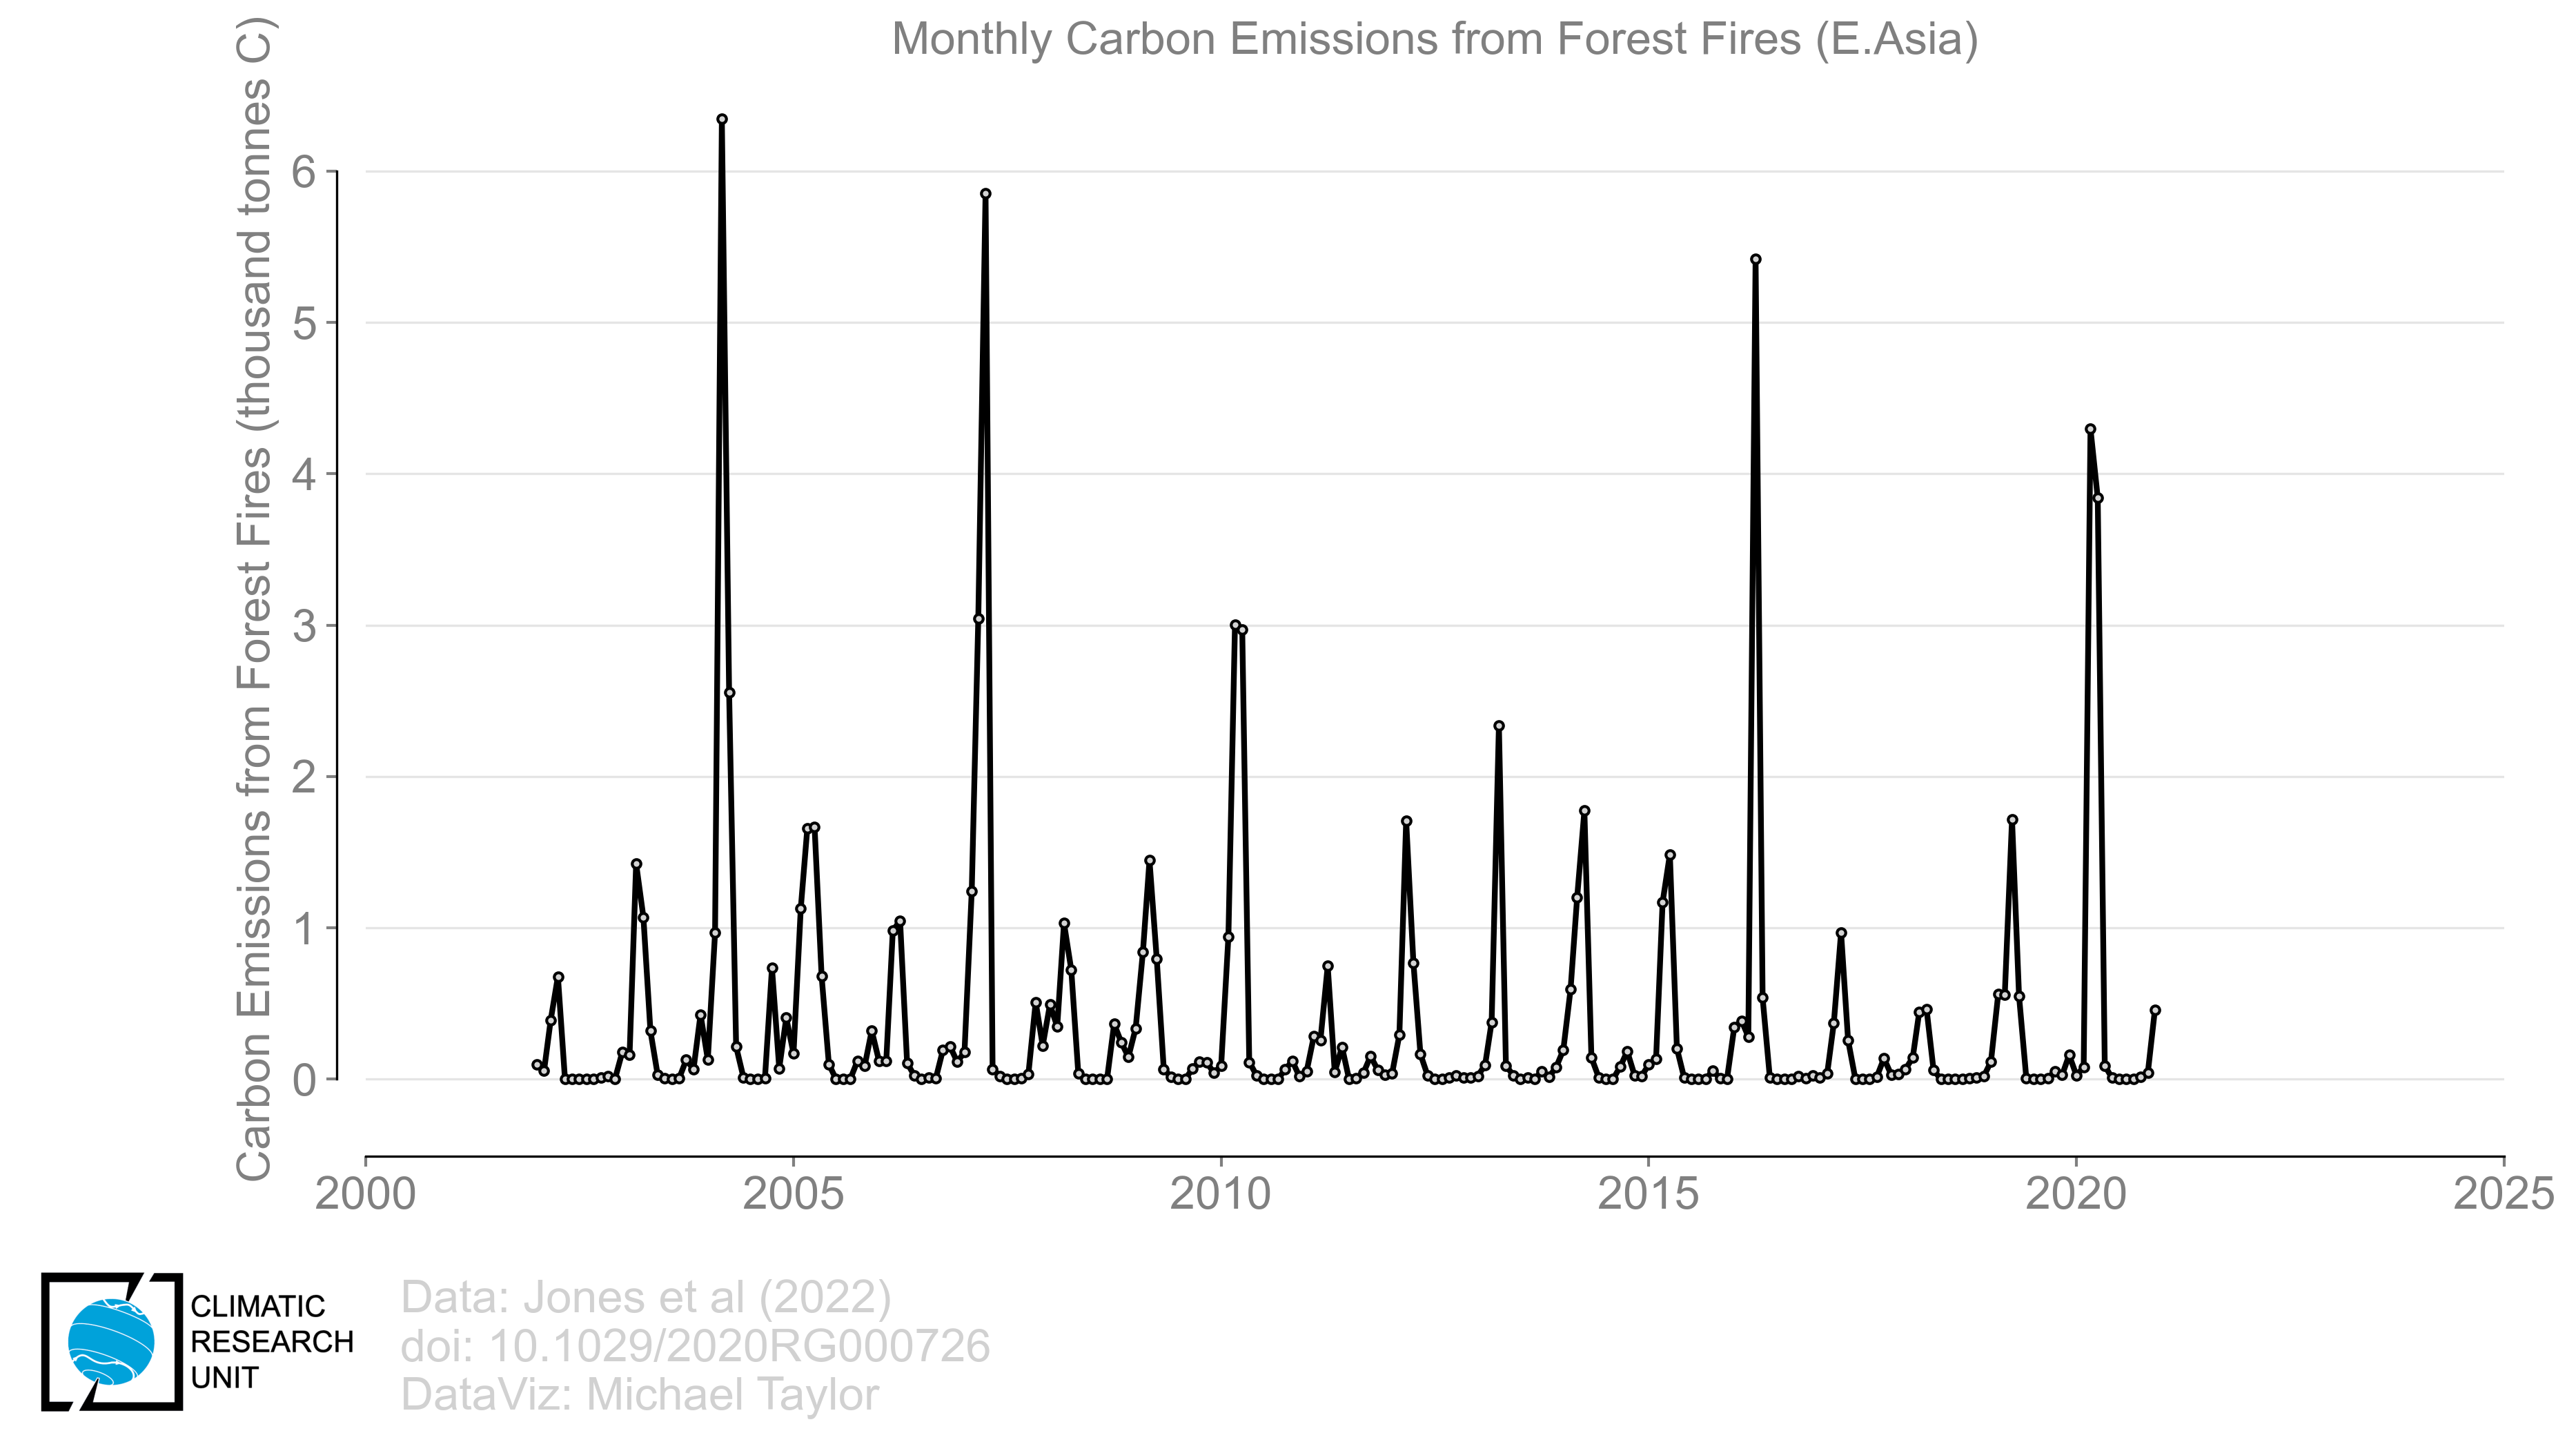 Monthly Carbon Emissions from Forest Fires (E.Asia)
Carbon Emissions from Forest Fires (thousand tonnes C)
6
5
4
3
2
1
0
2000
2005
2010
2015
2020
2025
CLIMATIC
RESEARCH
UNIT
Data: Jones et al (2022)
doi: 10.1029/2020RG000726
DataViz: Michael Taylor